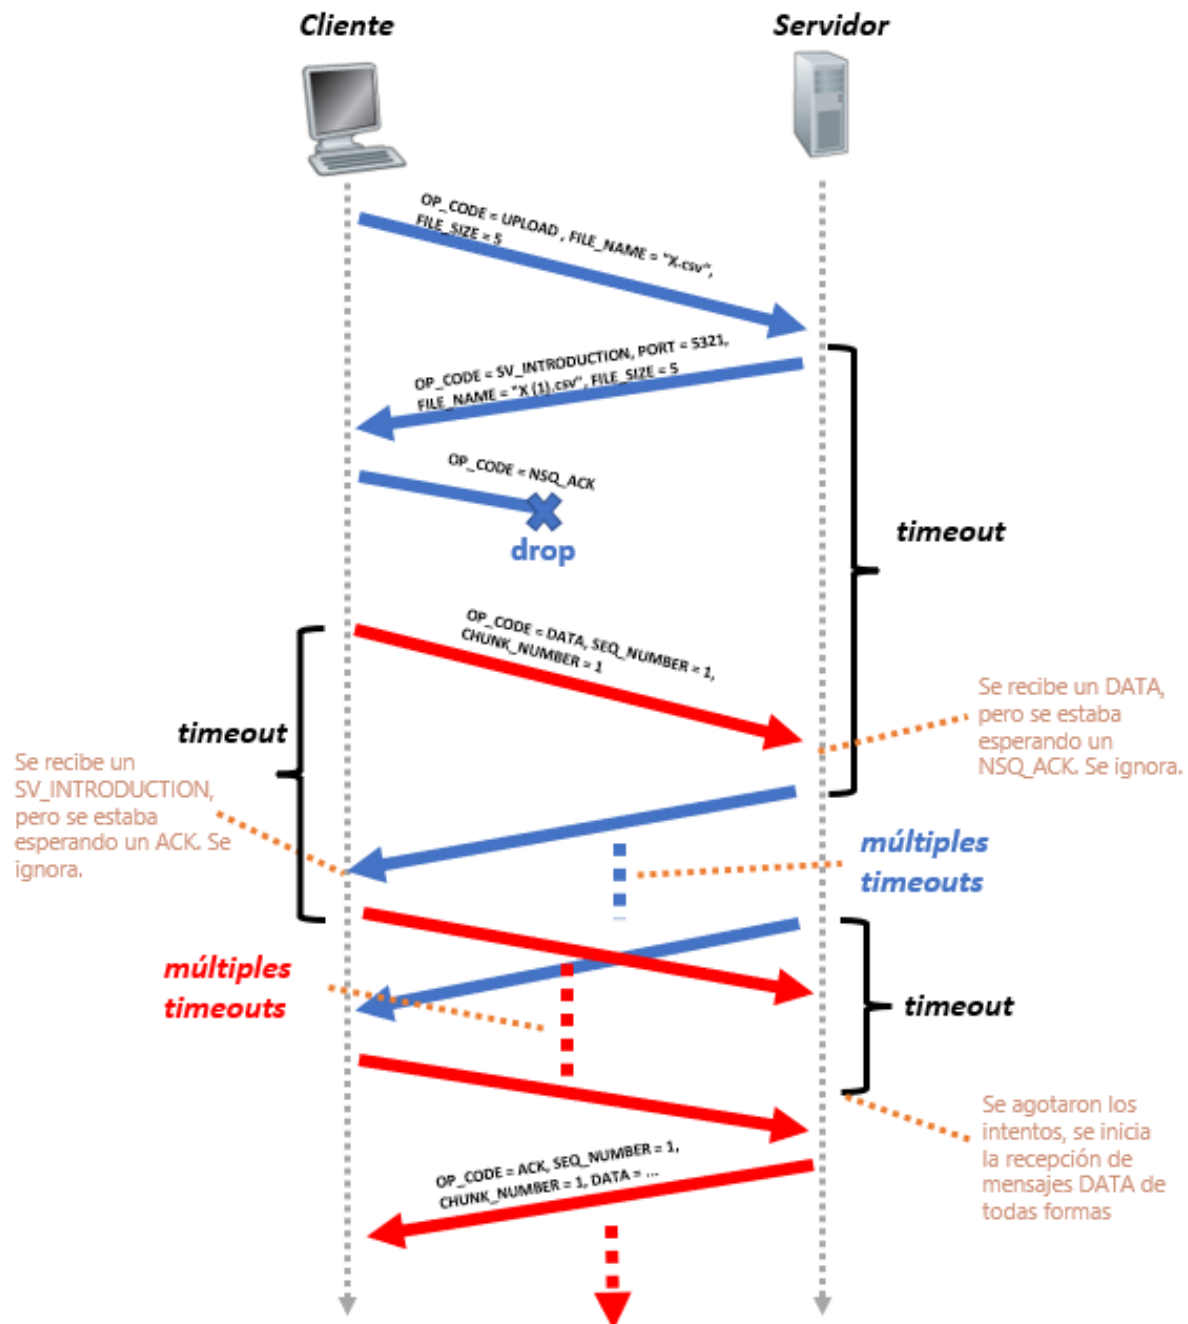 Cliente
Servidor
OP_CODE = UPLOAD , FILE_NAME = "X.csv",
FILE_SIZE = 5
OP_CODE = SV_INTRODUCTION, PORT = 5321,
FILE_NAME = "X (1).csv", FILE_SIZE = 5
OP_CODE = NSQ_ACK
drop
timeout
OP_CODE = DATA, SEQ_NUMBER = 1,
CHUNK_NUMBER = 1
Se recibe un DATA,
pero se estaba
esperando un
NSQ_ACK. Se ignora.
timeout
Se recibe un
SV_INTRODUCTION,
pero se estaba
esperando un ACK. Se
ignora.
múltiples
timeouts
múltiples
timeouts
timeout
Se agotaron los
intentos, se inicia
la recepción de
mensajes DATA de
todas formas
OP_CODE = ACK, SEQ_NUMBER = 1,
CHUNK_NUMBER = 1, DATA = ...